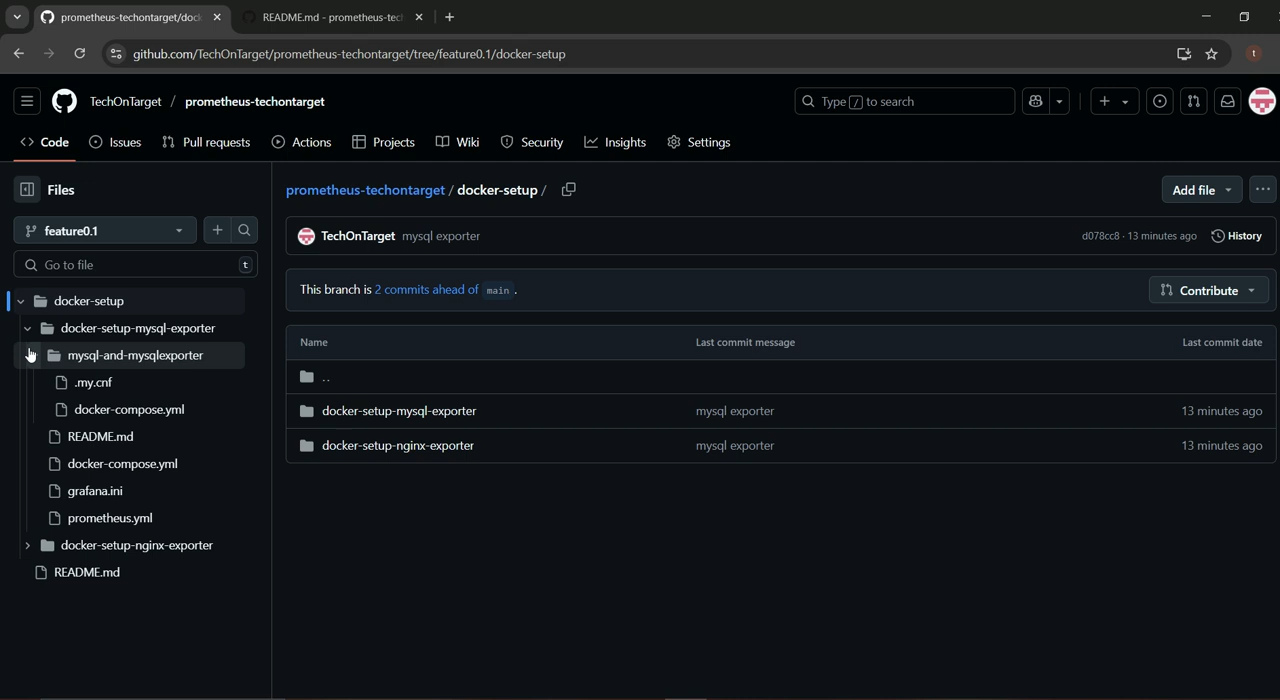 prometheus-techontarget/dock
README.md - prometheus-tech
github.com/TechOnTarget/prometheus-techontarget/tree/feature0.1/docker-setup
t
TechOnTarget / prometheus-techontarget
Type / to search
Code
Issues
Pull requests
Actions
Projects
Wiki
Security
Insights
Settings
Files
prometheus-techontarget / docker-setup /
Add file
feature0.1
TechOnTarget mysql exporter
d078cc8 · 13 minutes ago
History
Go to file
t
This branch is 2 commits ahead of main .
Contribute
docker-setup
docker-setup-mysql-exporter
mysql-and-mysqlexporter
.my.cnf
docker-compose.yml
README.md
docker-compose.yml
grafana.ini
prometheus.yml
docker-setup-nginx-exporter
README.md
Name Last commit message Last commit date
..
docker-setup-mysql-exporter mysql exporter 13 minutes ago
docker-setup-nginx-exporter mysql exporter 13 minutes ago